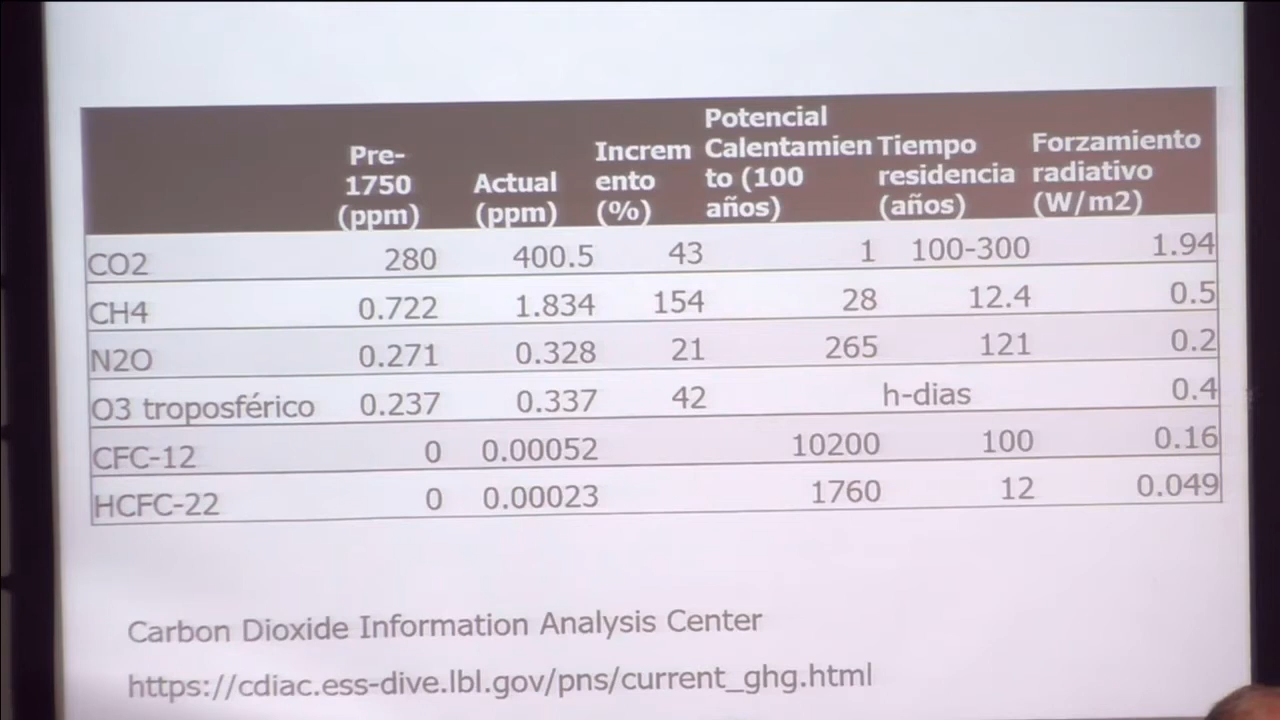 Pre-1750 (ppm) Actual (ppm) Increm ento (%) Potencial Calentamien to (100 años) Tiempo residencia (años) Forzamiento radiativo (W/m2)
CO2 280 400.5 43 1 100-300 1.94
CH4 0.722 1.834 154 28 12.4 0.5
N2O 0.271 0.328 21 265 121 0.2
O3 troposférico 0.237 0.337 42 h-dias 0.4
CFC-12 0 0.00052 10200 100 0.16
HCFC-22 0 0.00023 1760 12 0.049
Carbon Dioxide Information Analysis Center
https://cdiac.ess-dive.lbl.gov/pns/current_ghg.html